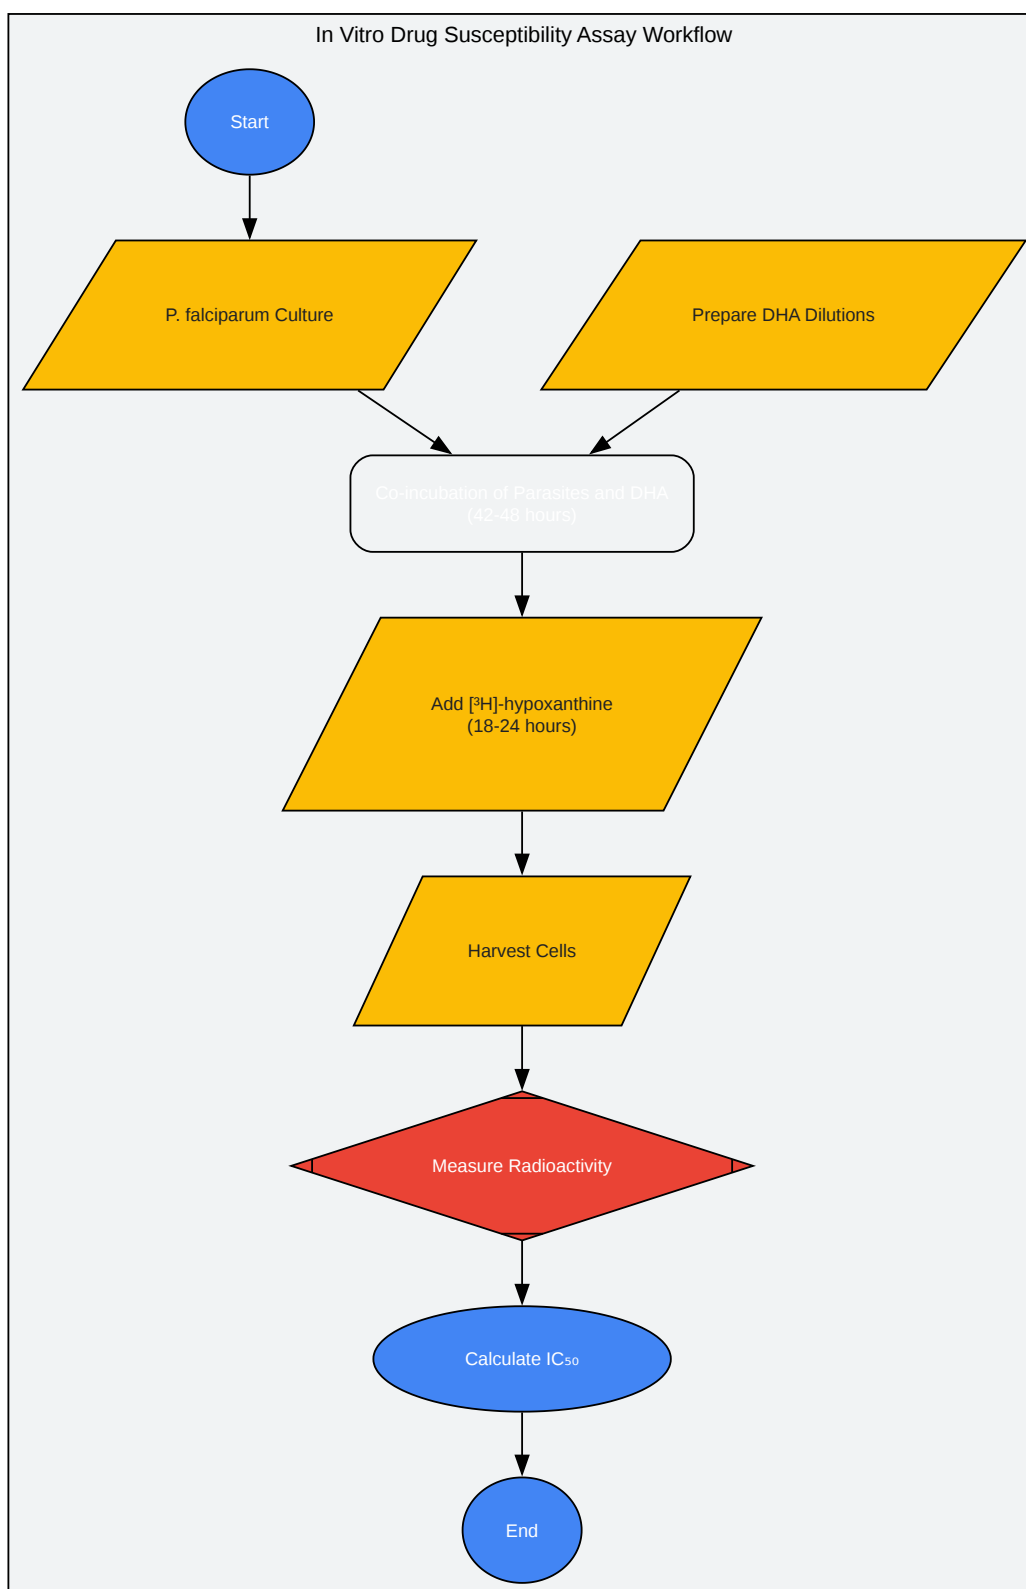 In Vitro Drug Susceptibility Assay Workflow
Start
P. falciparum Culture
Prepare DHA Dilutions
Co-incubation of Parasites and DHA
(42-48 hours)
Add [³H]-hypoxanthine
(18-24 hours)
Harvest Cells
Measure Radioactivity
Calculate IC₅₀
End